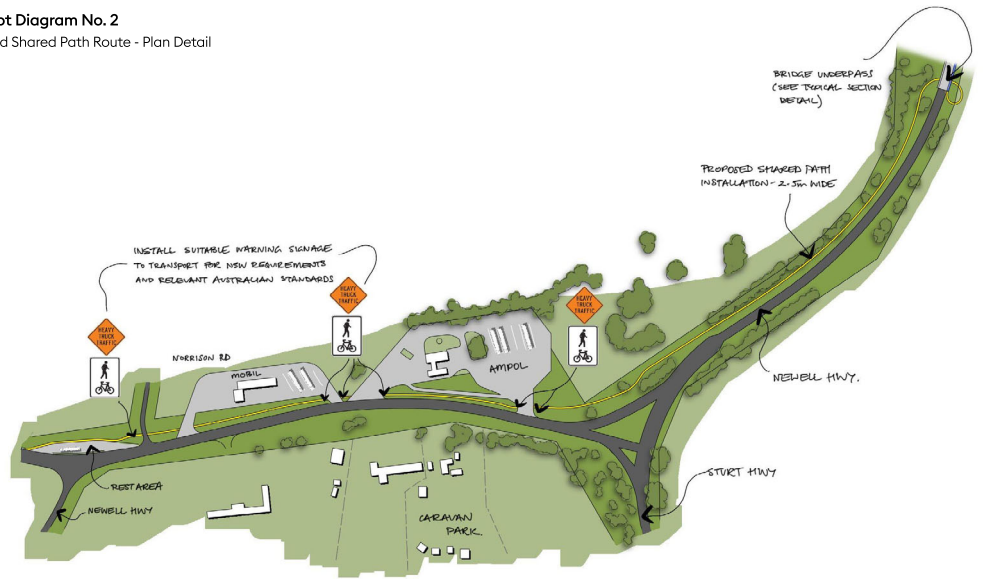 ot Diagram No. 2
d Shared Path Route - Plan Detail
BRIDGE UNDERPASS
(SEE TYPICAL SECTION
DETAIL)
PROPOSED SHARED PATH
INSTALLATION - 2.5m WIDE
INSTALL SUITABLE WARNING SIGNAGE
TO TRANSPORT FOR NSW REQUIREMENTS
AND RELEVANT AUSTRALIAN STANDARDS
HEAVY
TRUCK
TRAFFIC
HEAVY
TRUCK
TRAFFIC
HEAVY
TRUCK
TRAFFIC
NORRISON RD
MOBIL
AMPOL
NEWELL HWY.
REST AREA
NEWELL HWY
STURT HWY
CARAVAN
PARK.